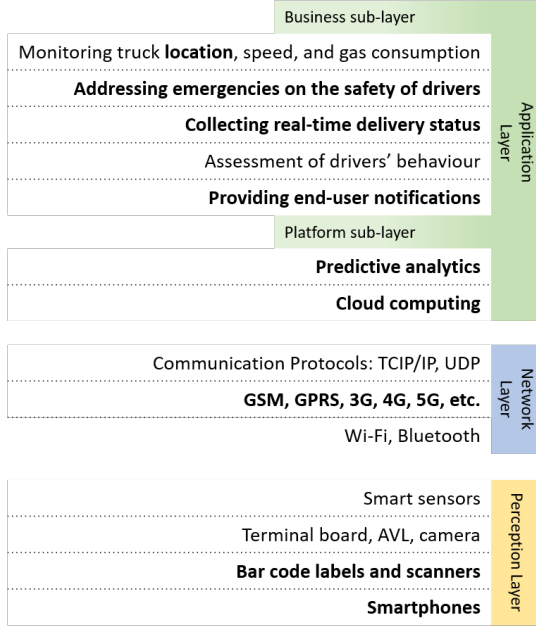 Business sub-layer
Monitoring truck location, speed, and gas consumption
Addressing emergencies on the safety of drivers
Collecting real-time delivery status
Assessment of drivers’ behaviour
Providing end-user notifications
Application
Layer
Platform sub-layer
Predictive analytics
Cloud computing
Communication Protocols: TCIP/IP, UDP
GSM, GPRS, 3G, 4G, 5G, etc.
Wi-Fi, Bluetooth
Network
Layer
Smart sensors
Terminal board, AVL, camera
Bar code labels and scanners
Smartphones
Perception Layer